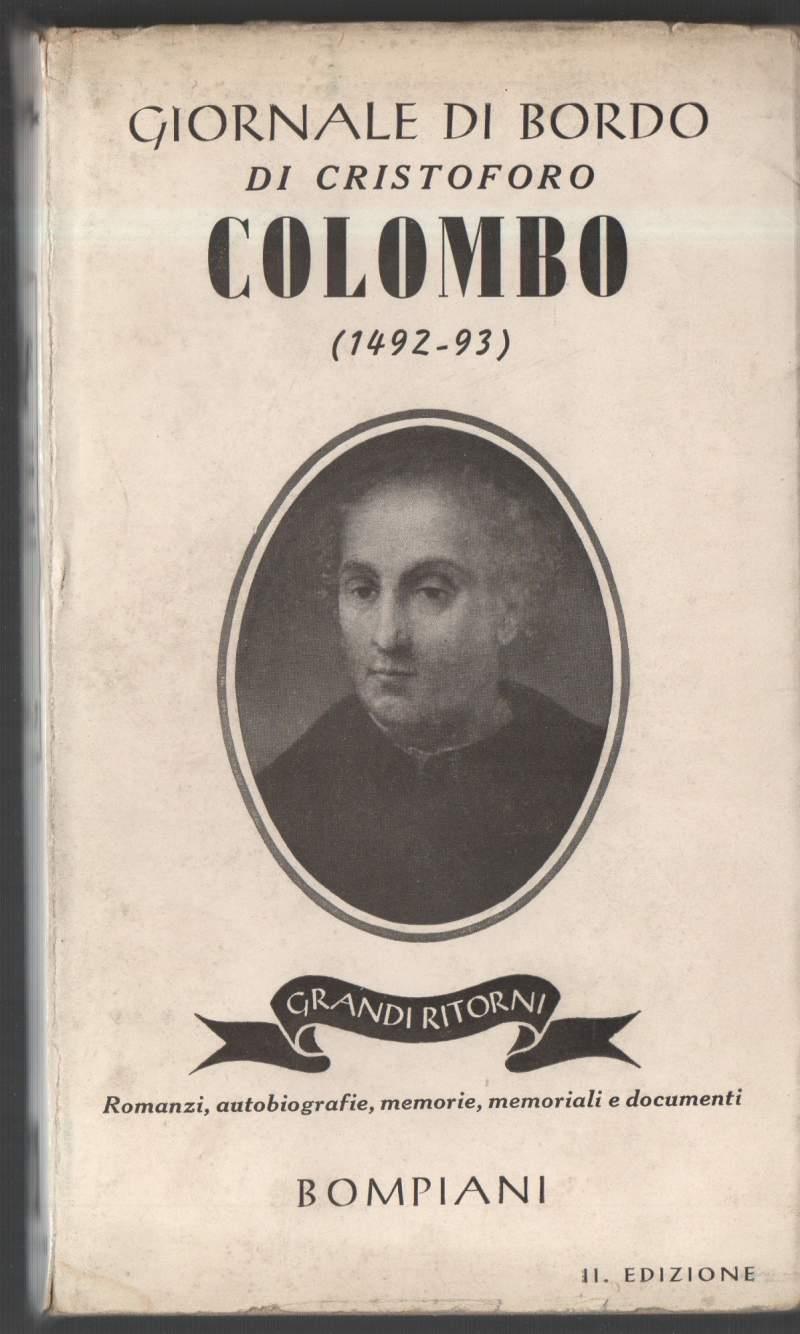 GIORNALE DI BORDO
DI CRISTOFORO
COLOMBO
(1492-93)
GRANDI RITORNI
Romanzi, autobiografie, memorie, memoriali e documenti
BOMPIANI
II. EDIZIONE